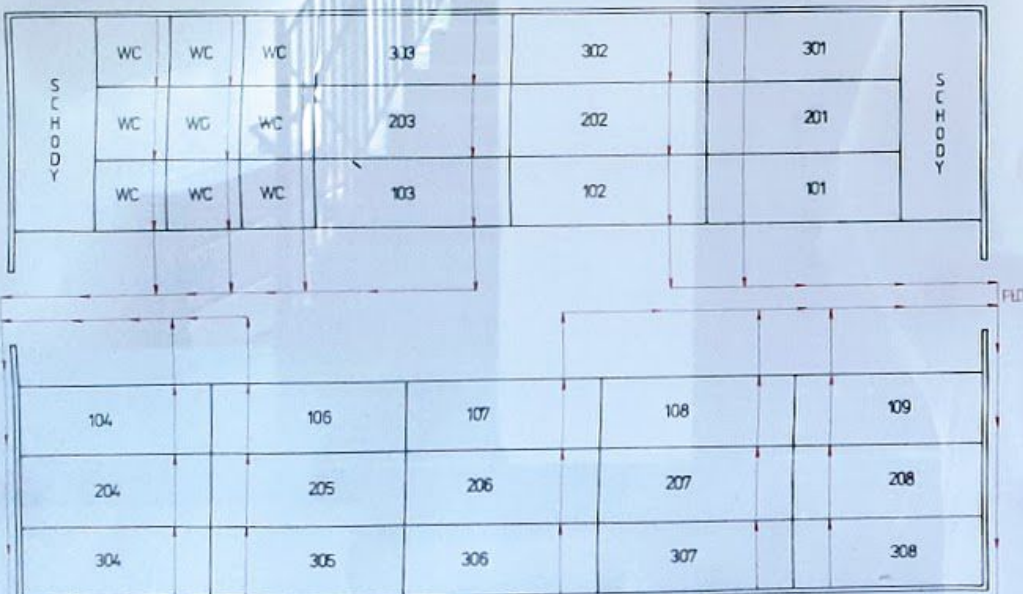 WC WC WC 303 302 301
SCHODY
SCHODY
WC WC WC 203 202 201
WC WC WC 103 102 101
104 106 107 108 109
204 205 206 207 208
304 305 306 307 308